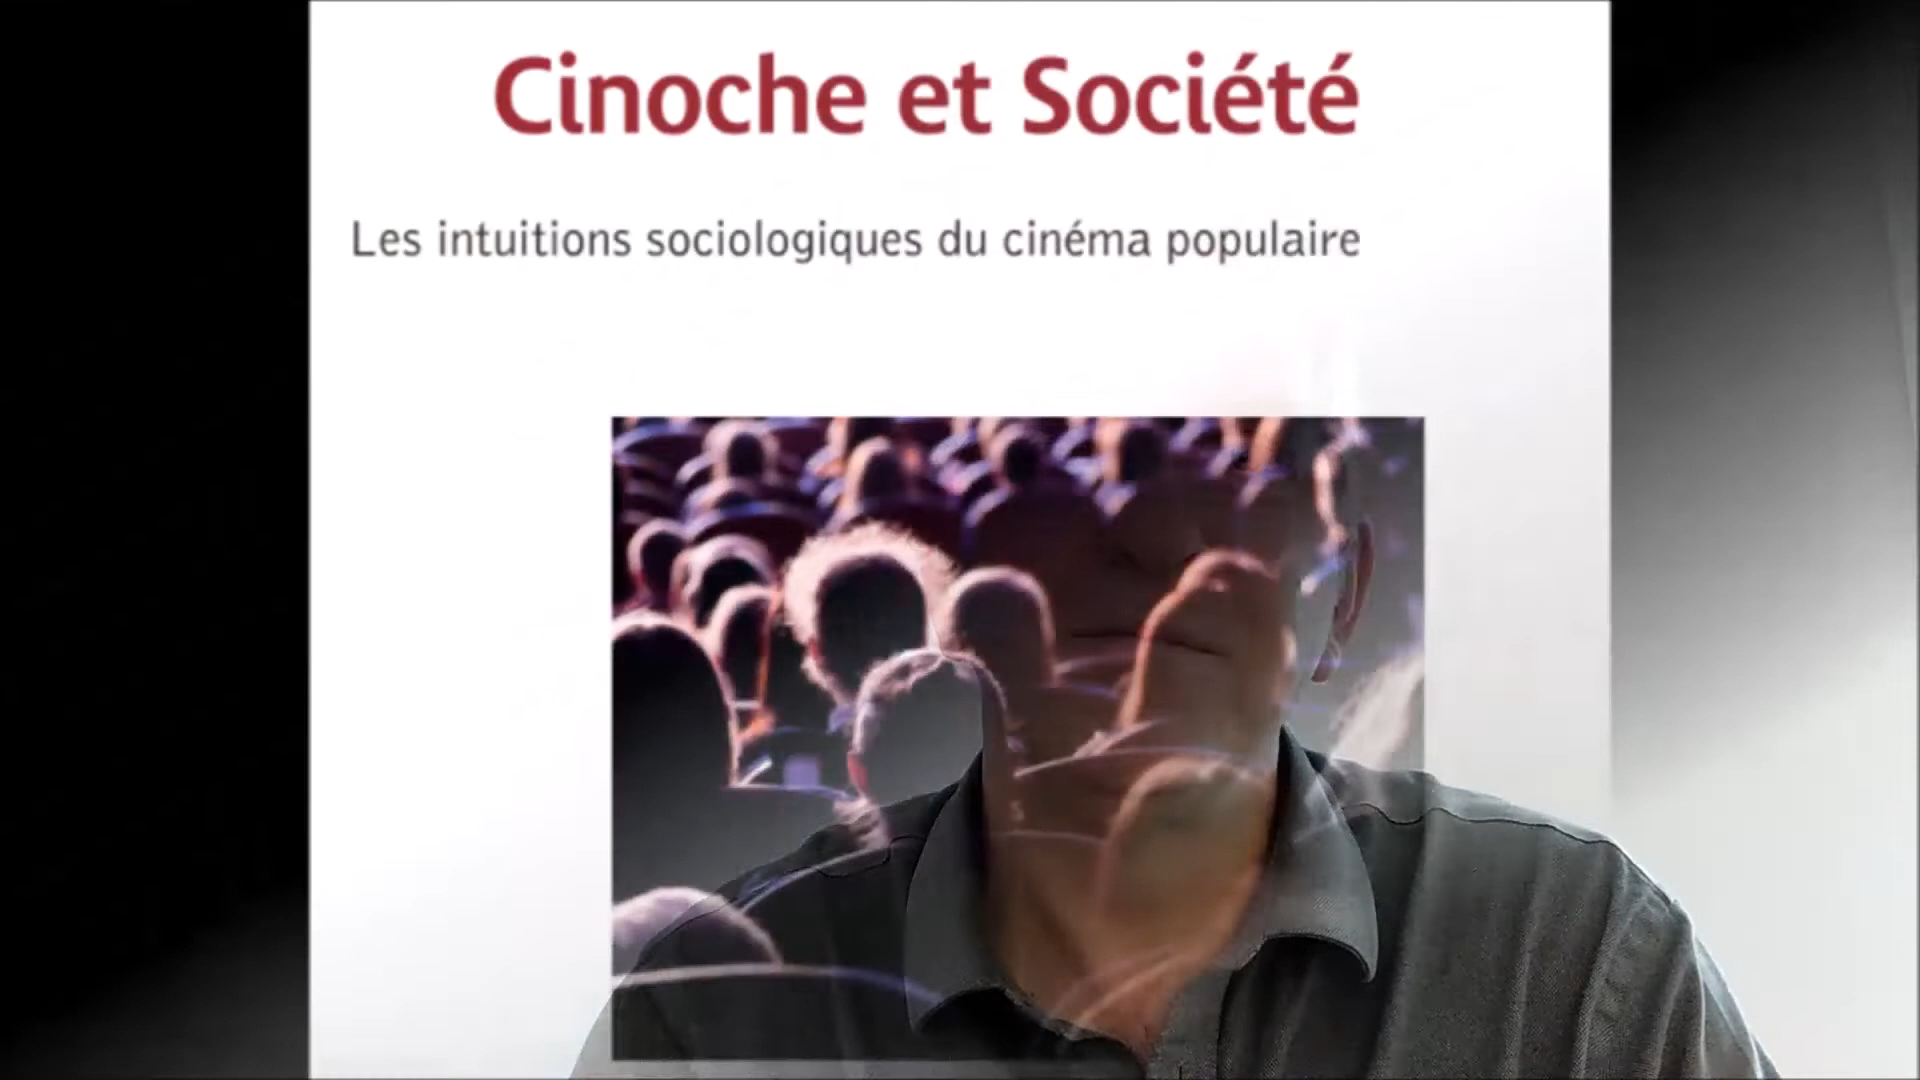 Cinoche et Société
Les intuitions sociologiques du cinéma populaire